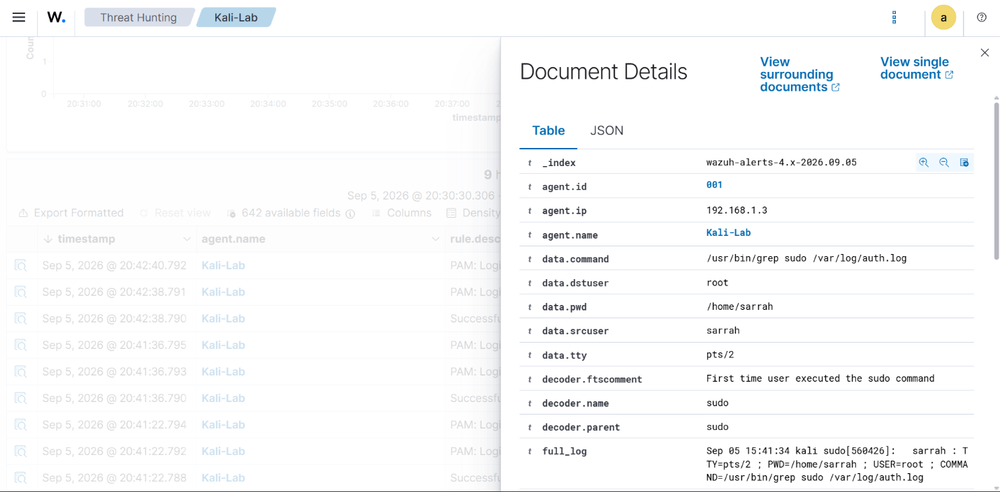 W.
Threat Hunting
Kali-Lab
a
Coun
1
0
20:31:00 20:32:00 20:33:00 20:34:00 20:35:00 20:36:00 20:37:00 2
timestamp
9 h
Sep 5, 2026 @ 20:30:30.306 -
Export Formatted Reset view 642 available fields Columns Density
timestamp agent.name rule.desc
Sep 5, 2026 @ 20:42:40.792 Kali-Lab PAM: Logi
Sep 5, 2026 @ 20:42:38.791 Kali-Lab PAM: Logi
Sep 5, 2026 @ 20:42:38.790 Kali-Lab Successfu
Sep 5, 2026 @ 20:41:36.795 Kali-Lab PAM: Logi
Sep 5, 2026 @ 20:41:36.793 Kali-Lab PAM: Logi
Sep 5, 2026 @ 20:41:36.790 Kali-Lab Successfu
Sep 5, 2026 @ 20:41:22.794 Kali-Lab PAM: Logi
Sep 5, 2026 @ 20:41:22.792 Kali-Lab PAM: Logi
Sep 5, 2026 @ 20:41:22.788 Kali-Lab Successfu
Document Details
View
surrounding
documents
View single
document
Table JSON
t _index wazuh-alerts-4.x-2026.09.05
t agent.id 001
t agent.ip 192.168.1.3
t agent.name Kali-Lab
t data.command /usr/bin/grep sudo /var/log/auth.log
t data.dstuser root
t data.pwd /home/sarrah
t data.srcuser sarrah
t data.tty pts/2
t decoder.ftscomment First time user executed the sudo command
t decoder.name sudo
t decoder.parent sudo
t full_log Sep 05 15:41:34 kali sudo[560426]:   sarrah : T
TY=pts/2 ; PWD=/home/sarrah ; USER=root ; COMMA
ND=/usr/bin/grep sudo /var/log/auth.log